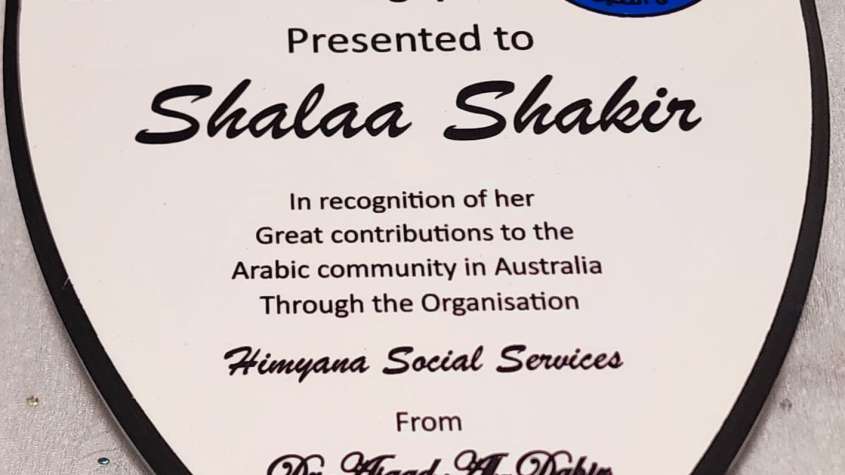 Presented to
Shalaa Shakir
In recognition of her
Great contributions to the
Arabic community in Australia
Through the Organisation
Himyana Social Services
From
Dr.